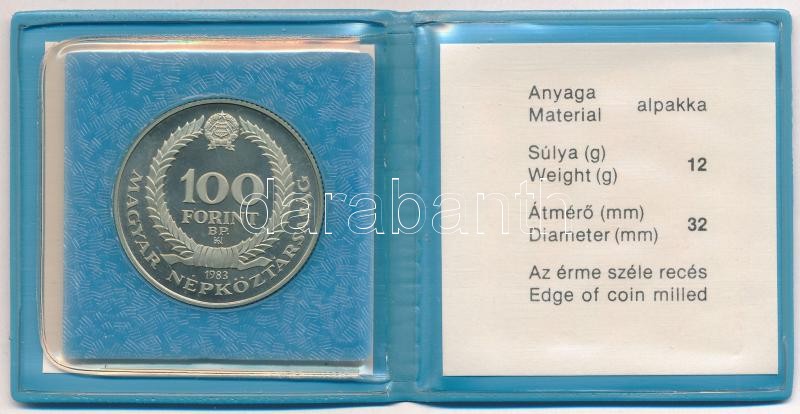 100
FORINT
BP.
1983
MAGYAR NÉPKÖZTÁRSASÁG
Anyaga
Material alpakka
Súlya (g)
Weight (g) 12
Átmérő (mm)
Diameter (mm) 32
Az érme széle recés
Edge of coin milled
darabanth